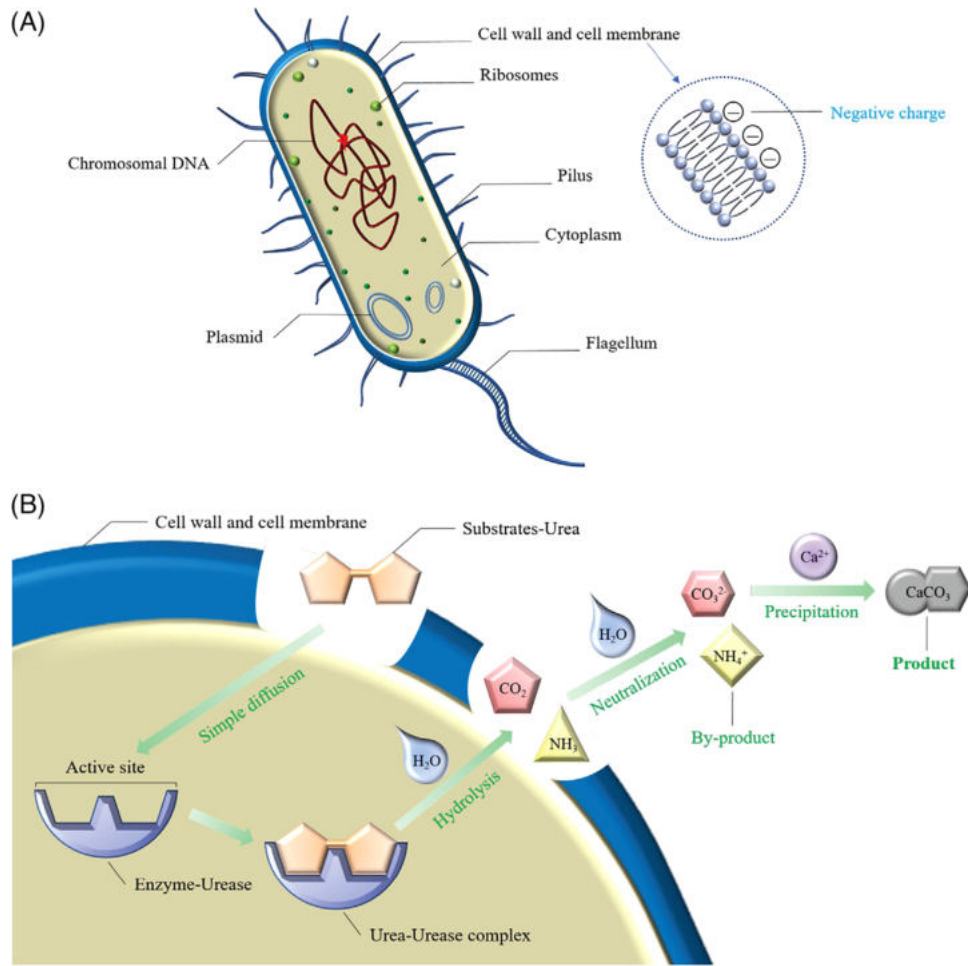 (A)
Cell wall and cell membrane
Ribosomes
Negative charge
Chromosomal DNA
Pilus
Cytoplasm
Plasmid
Flagellum
(B)
Cell wall and cell membrane
Substrates-Urea
Ca²⁺
CO₃²⁻
CaCO₃
H₂O
Precipitation
Product
CO₂
Neutralization
NH₄⁺
Simple diffusion
NH₃
By-product
H₂O
Active site
Hydrolysis
Enzyme-Urease
Urea-Urease complex